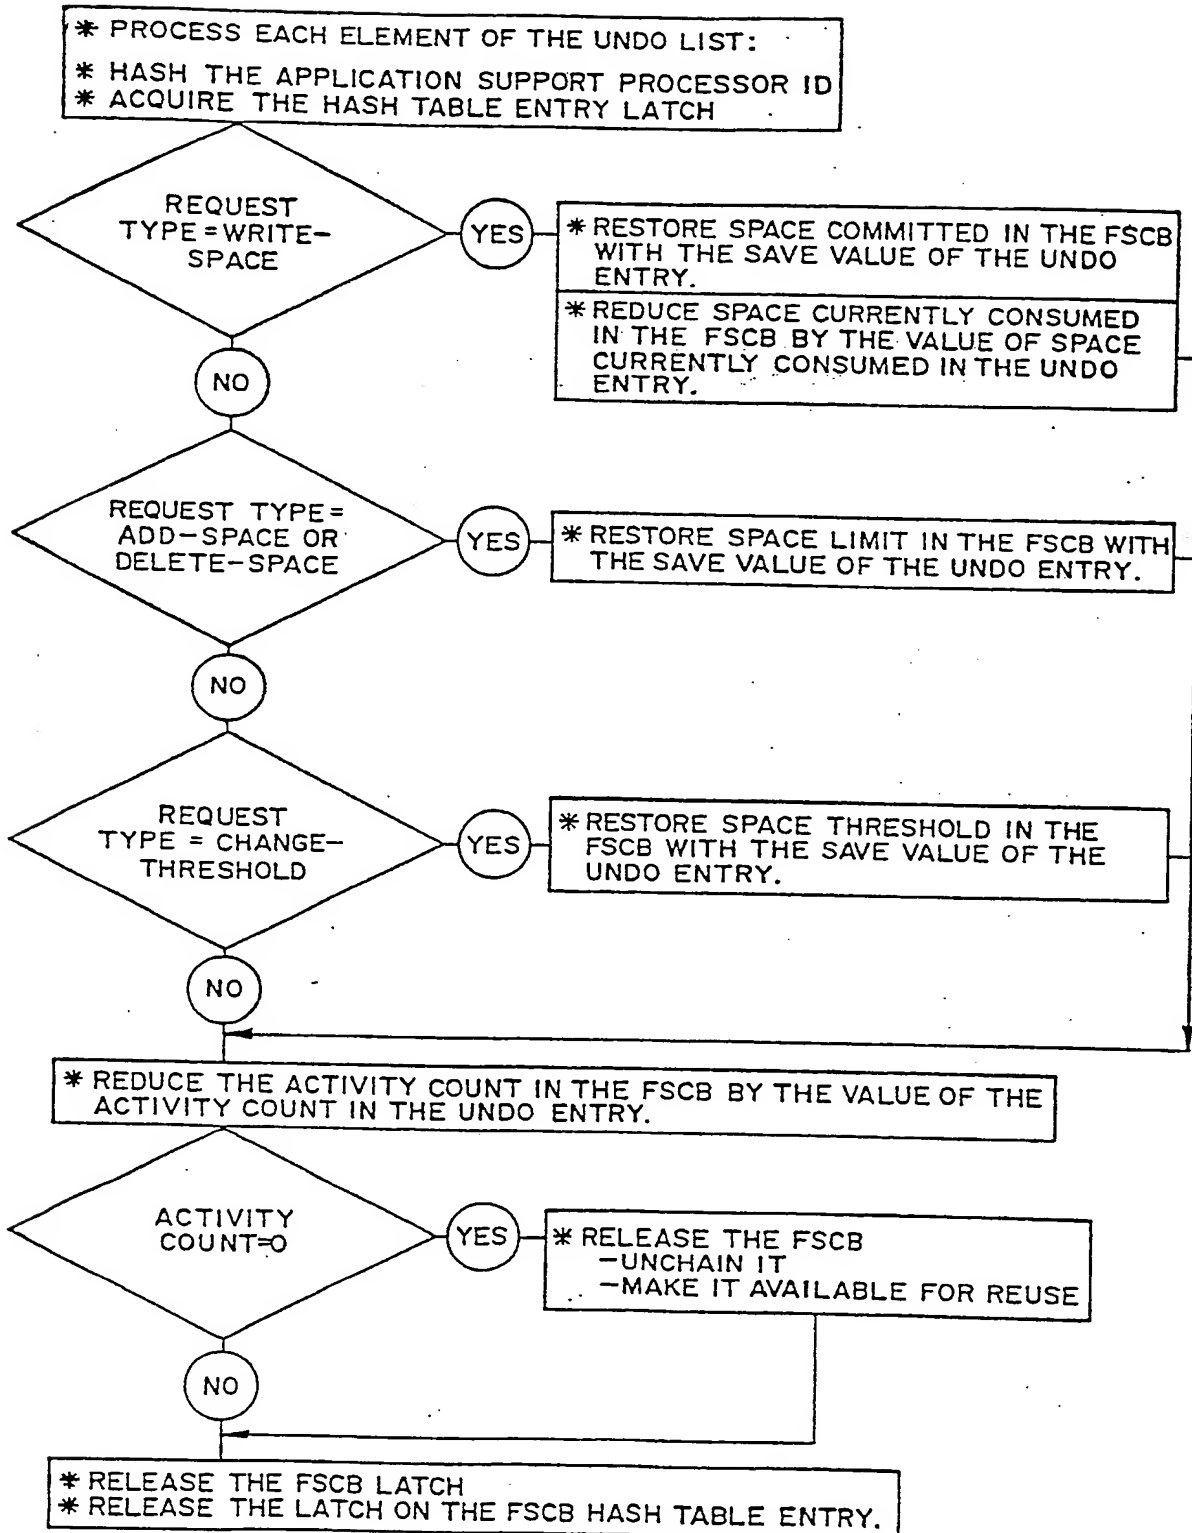 * PROCESS EACH ELEMENT OF THE UNDO LIST:
* HASH THE APPLICATION SUPPORT PROCESSOR ID
* ACQUIRE THE HASH TABLE ENTRY LATCH
REQUEST
TYPE=WRITE-
SPACE
YES
* RESTORE SPACE COMMITTED IN THE FSCB
WITH THE SAVE VALUE OF THE UNDO
ENTRY.
* REDUCE SPACE CURRENTLY CONSUMED
IN THE FSCB BY THE VALUE OF SPACE
CURRENTLY CONSUMED IN THE UNDO
ENTRY.
NO
REQUEST TYPE=
ADD-SPACE OR
DELETE-SPACE
YES
* RESTORE SPACE LIMIT IN THE FSCB WITH
THE SAVE VALUE OF THE UNDO ENTRY.
NO
REQUEST
TYPE = CHANGE-
THRESHOLD
YES
* RESTORE SPACE THRESHOLD IN THE
FSCB WITH THE SAVE VALUE OF THE
UNDO ENTRY.
NO
* REDUCE THE ACTIVITY COUNT IN THE FSCB BY THE VALUE OF THE
ACTIVITY COUNT IN THE UNDO ENTRY.
ACTIVITY
COUNT=0
YES
* RELEASE THE FSCB
-UNCHAIN IT
-MAKE IT AVAILABLE FOR REUSE
NO
* RELEASE THE FSCB LATCH
* RELEASE THE LATCH ON THE FSCB HASH TABLE ENTRY.